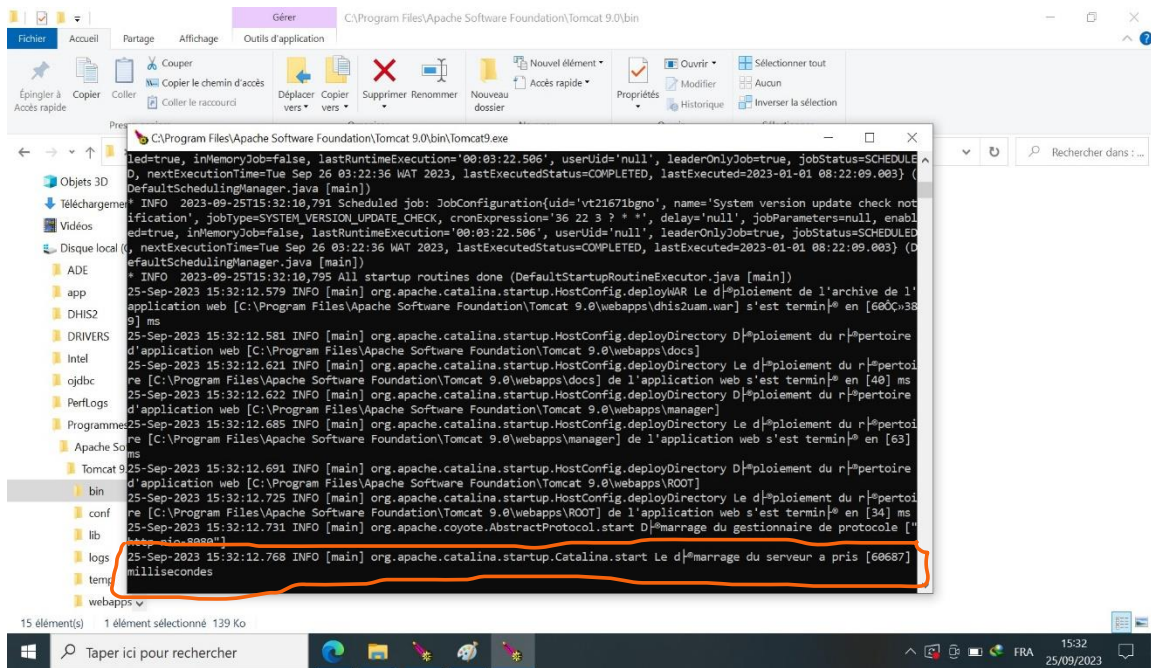 Gérer
C:\Program Files\Apache Software Foundation\Tomcat 9.0\bin
Fichier Accueil Partage Affichage Outils d'application
Épingler à Accès rapide
Copier
Coller
Couper
Copier le chemin d'accès
Coller le raccourci
Déplacer vers
Copier vers
Supprimer
Renommer
Nouveau dossier
Nouvel élément
Accès rapide
Propriétés
Ouvrir
Modifier
Historique
Sélectionner tout
Aucun
Inverser la sélection
Pres
Rechercher dans : ...
C:\Program Files\Apache Software Foundation\Tomcat 9.0\bin\Tomcat9.exe
led=true, inMemoryJob=false, lastRuntimeExecution='00:03:22.506', userUid='null', leaderOnlyJob=true, jobStatus=SCHEDULE
D, nextExecutionTime=Tue Sep 26 03:22:36 WAT 2023, lastExecutedStatus=COMPLETED, lastExecuted=2023-01-01 08:22:09.003} (
DefaultSchedulingManager.java [main])
* INFO 2023-09-25T15:32:10,791 Scheduled job: JobConfiguration{uid='vt21671bgno', name='System version update check not
ification', jobType=SYSTEM_VERSION_UPDATE_CHECK, cronExpression='36 22 3 ? * *', delay='null', jobParameters=null, enabl
ed=true, inMemoryJob=false, lastRuntimeExecution='00:03:22.506', userUid='null', leaderOnlyJob=true, jobStatus=SCHEDULED
, nextExecutionTime=Tue Sep 26 03:22:36 WAT 2023, lastExecutedStatus=COMPLETED, lastExecuted=2023-01-01 08:22:09.003} (D
efaultSchedulingManager.java [main])
* INFO 2023-09-25T15:32:10,795 All startup routines done (DefaultStartupRoutineExecutor.java [main])
25-Sep-2023 15:32:12.579 INFO [main] org.apache.catalina.startup.HostConfig.deployWAR Le d├®ploiement de l'archive de l'
application web [C:\Program Files\Apache Software Foundation\Tomcat 9.0\webapps\dhis2uam.war] s'est termin├® en [60ÔÇ»38
9] ms
25-Sep-2023 15:32:12.581 INFO [main] org.apache.catalina.startup.HostConfig.deployDirectory D├®ploiement du r├®pertoire
d'application web [C:\Program Files\Apache Software Foundation\Tomcat 9.0\webapps\docs]
25-Sep-2023 15:32:12.621 INFO [main] org.apache.catalina.startup.HostConfig.deployDirectory Le d├®ploiement du r├®pertoi
re [C:\Program Files\Apache Software Foundation\Tomcat 9.0\webapps\docs] de l'application web s'est termin├® en [40] ms
25-Sep-2023 15:32:12.622 INFO [main] org.apache.catalina.startup.HostConfig.deployDirectory D├®ploiement du r├®pertoire
d'application web [C:\Program Files\Apache Software Foundation\Tomcat 9.0\webapps\manager]
25-Sep-2023 15:32:12.685 INFO [main] org.apache.catalina.startup.HostConfig.deployDirectory Le d├®ploiement du r├®pertoi
re [C:\Program Files\Apache Software Foundation\Tomcat 9.0\webapps\manager] de l'application web s'est termin├® en [63]
ms
25-Sep-2023 15:32:12.691 INFO [main] org.apache.catalina.startup.HostConfig.deployDirectory D├®ploiement du r├®pertoire
d'application web [C:\Program Files\Apache Software Foundation\Tomcat 9.0\webapps\ROOT]
25-Sep-2023 15:32:12.725 INFO [main] org.apache.catalina.startup.HostConfig.deployDirectory Le d├®ploiement du r├®pertoi
re [C:\Program Files\Apache Software Foundation\Tomcat 9.0\webapps\ROOT] de l'application web s'est termin├® en [34] ms
25-Sep-2023 15:32:12.731 INFO [main] org.apache.coyote.AbstractProtocol.start D├®marrage du gestionnaire de protocole ["
http-nio-8080"]
25-Sep-2023 15:32:12.768 INFO [main] org.apache.catalina.startup.Catalina.start Le d├®marrage du serveur a pris [60687]
millisecondes
Objets 3D
Téléchargeme
Vidéos
Disque local (
ADE
app
DHIS2
DRIVERS
Intel
ojdbc
PerfLogs
Programmes
Apache So
Tomcat 9
bin
conf
lib
logs
temp
webapps
15 élément(s) 1 élément sélectionné 139 Ko
Taper ici pour rechercher
FRA
15:32
25/09/2023